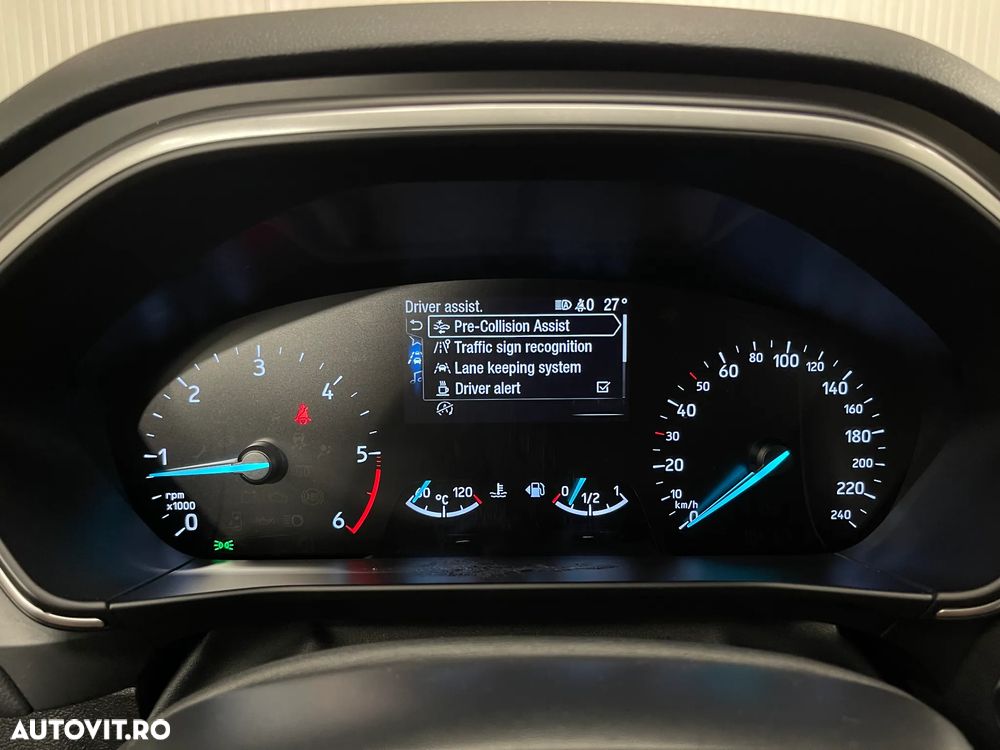 Driver assist. 0 27°
Pre-Collision Assist
Traffic sign recognition
Lane keeping system
Driver alert
0 1 2 3 4 5 6
rpm
x1000
60 °C 120
0 1/2 1
0 10 20 30 40 50 60 80 100 120 140 160 180 200 220 240
km/h
AUTOVIT.RO